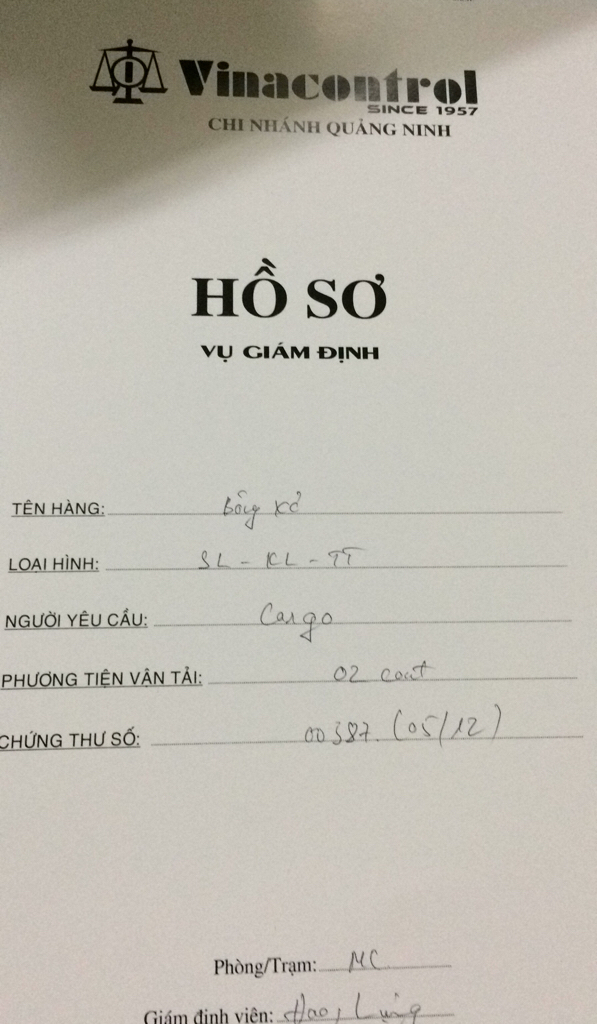 Vinacontrol
SINCE 1957
CHI NHÁNH QUẢNG NINH
HỒ SƠ
VỤ GIÁM ĐỊNH
TÊN HÀNG: Bông xơ
LOẠI HÌNH: SL - KL - TT
NGƯỜI YÊU CẦU: Cargo
PHƯƠNG TIỆN VẬN TẢI: 02 cont
CHỨNG THƯ SỐ: 00387. (05/12)
Phòng/Trạm: MC
Giám định viên: Hao,